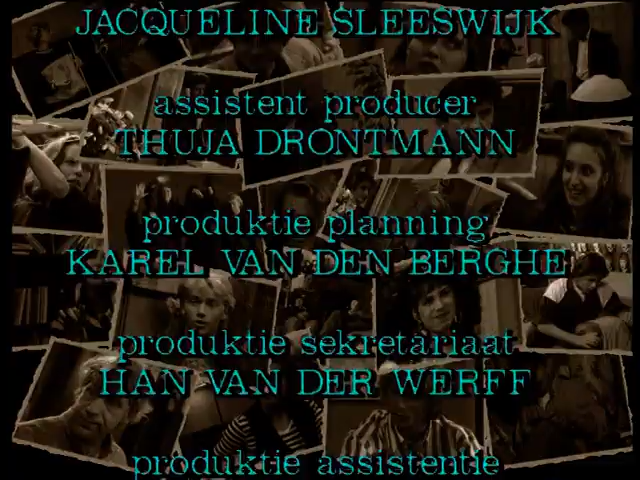 JACQUELINE SLEESWIJK
assistent producer
THUJA DRONTMANN
produktie planning
KAREL VAN DEN BERGHE
produktie sekretariaat
HAN VAN DER WERFF
produktie assistentie